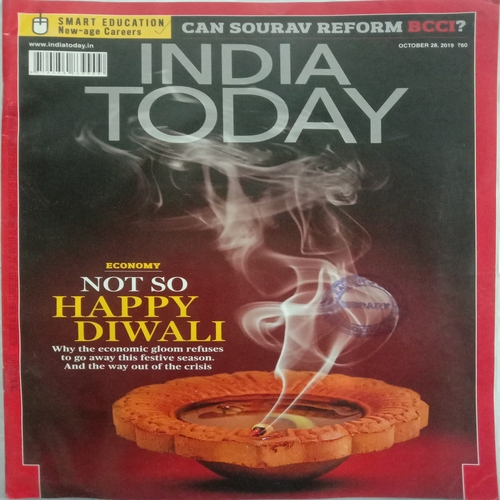 SMART EDUCATION
New-age Careers
CAN SOURAV REFORM BCCI?
www.indiatoday.in
OCTOBER 28, 2019 ₹60
INDIA
TODAY
ECONOMY
NOT SO
HAPPY
DIWALI
Why the economic gloom refuses
to go away this festive season.
And the way out of the crisis